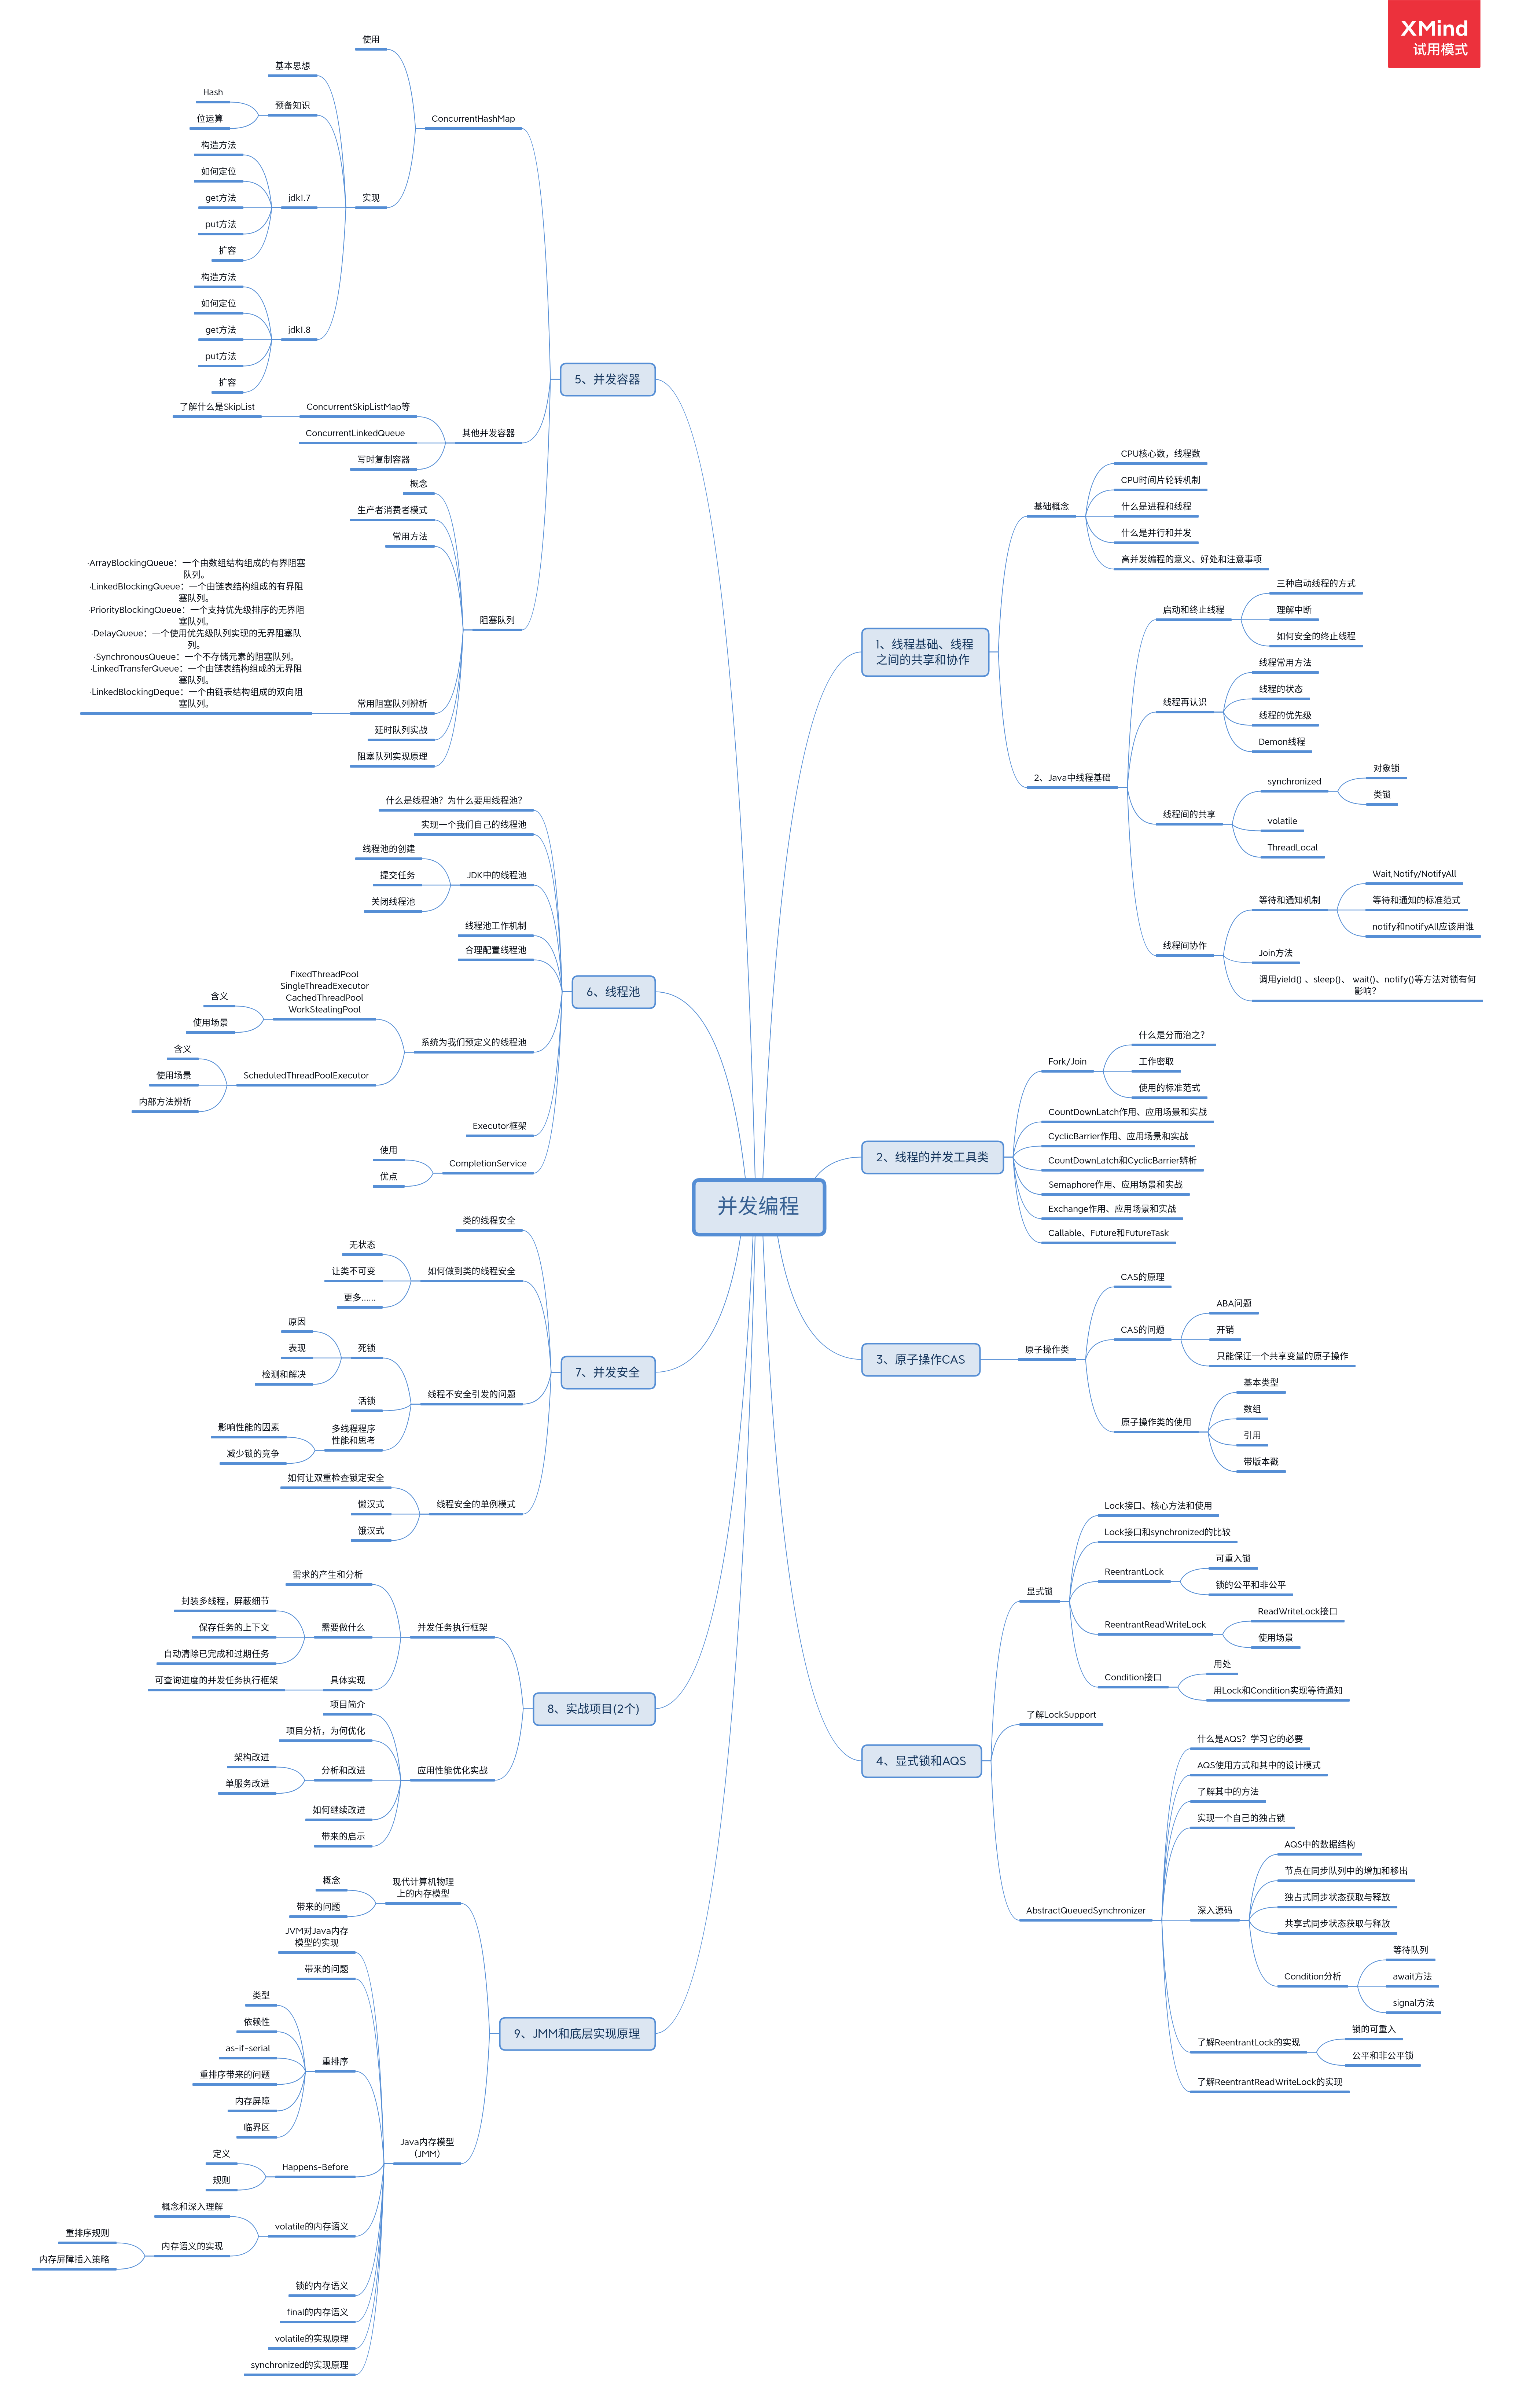 XMind
试用模式
并发编程
1、线程基础、线程
之间的共享和协作
基础概念
CPU核心数，线程数
CPU时间片轮转机制
什么是进程和线程
什么是并行和并发
高并发编程的意义、好处和注意事项
2、Java中线程基础
启动和终止线程
三种启动线程的方式
理解中断
如何安全的终止线程
线程再认识
线程常用方法
线程的状态
线程的优先级
Demon线程
线程间的共享
synchronized
对象锁
类锁
volatile
ThreadLocal
线程间协作
等待和通知机制
Wait,Notify/NotifyAll
等待和通知的标准范式
notify和notifyAll应该用谁
Join方法
调用yield() 、sleep()、 wait()、notify()等方法对锁有何
影响？
2、线程的并发工具类
Fork/Join
什么是分而治之？
工作密取
使用的标准范式
CountDownLatch作用、应用场景和实战
CyclicBarrier作用、应用场景和实战
CountDownLatch和CyclicBarrier辨析
Semaphore作用、应用场景和实战
Exchange作用、应用场景和实战
Callable、Future和FutureTask
3、原子操作CAS
原子操作类
CAS的原理
CAS的问题
ABA问题
开销
只能保证一个共享变量的原子操作
原子操作类的使用
基本类型
数组
引用
带版本戳
4、显式锁和AQS
显式锁
Lock接口、核心方法和使用
Lock接口和synchronized的比较
ReentrantLock
可重入锁
锁的公平和非公平
ReentrantReadWriteLock
ReadWriteLock接口
使用场景
Condition接口
用处
用Lock和Condition实现等待通知
了解LockSupport
AbstractQueuedSynchronizer
什么是AQS？学习它的必要
AQS使用方式和其中的设计模式
了解其中的方法
实现一个自己的独占锁
深入源码
AQS中的数据结构
节点在同步队列中的增加和移出
独占式同步状态获取与释放
共享式同步状态获取与释放
Condition分析
等待队列
await方法
signal方法
了解ReentrantLock的实现
锁的可重入
公平和非公平锁
了解ReentrantReadWriteLock的实现
5、并发容器
ConcurrentHashMap
使用
实现
基本思想
预备知识
Hash
位运算
jdk1.7
构造方法
如何定位
get方法
put方法
扩容
jdk1.8
构造方法
如何定位
get方法
put方法
扩容
其他并发容器
ConcurrentSkipListMap等
了解什么是SkipList
ConcurrentLinkedQueue
写时复制容器
阻塞队列
概念
生产者消费者模式
常用方法
常用阻塞队列辨析
·ArrayBlockingQueue：一个由数组结构组成的有界阻塞
队列。
·LinkedBlockingQueue：一个由链表结构组成的有界阻
塞队列。
·PriorityBlockingQueue：一个支持优先级排序的无界阻
塞队列。
·DelayQueue：一个使用优先级队列实现的无界阻塞队
列。
·SynchronousQueue：一个不存储元素的阻塞队列。
·LinkedTransferQueue：一个由链表结构组成的无界阻
塞队列。
·LinkedBlockingDeque：一个由链表结构组成的双向阻
塞队列。
延时队列实战
阻塞队列实现原理
6、线程池
什么是线程池？为什么要用线程池？
实现一个我们自己的线程池
JDK中的线程池
线程池的创建
提交任务
关闭线程池
线程池工作机制
合理配置线程池
系统为我们预定义的线程池
FixedThreadPool
SingleThreadExecutor
CachedThreadPool
WorkStealingPool
含义
使用场景
ScheduledThreadPoolExecutor
含义
使用场景
内部方法辨析
Executor框架
CompletionService
使用
优点
7、并发安全
类的线程安全
如何做到类的线程安全
无状态
让类不可变
更多……
线程不安全引发的问题
死锁
原因
表现
检测和解决
活锁
多线程程序
性能和思考
影响性能的因素
减少锁的竞争
线程安全的单例模式
如何让双重检查锁定安全
懒汉式
饿汉式
8、实战项目(2个)
并发任务执行框架
需求的产生和分析
需要做什么
封装多线程，屏蔽细节
保存任务的上下文
自动清除已完成和过期任务
具体实现
可查询进度的并发任务执行框架
应用性能优化实战
项目简介
项目分析，为何优化
分析和改进
架构改进
单服务改进
如何继续改进
带来的启示
9、JMM和底层实现原理
现代计算机物理
上的内存模型
概念
带来的问题
Java内存模型
（JMM）
JVM对Java内存
模型的实现
带来的问题
重排序
类型
依赖性
as-if-serial
重排序带来的问题
内存屏障
临界区
Happens-Before
定义
规则
volatile的内存语义
概念和深入理解
内存语义的实现
重排序规则
内存屏障插入策略
锁的内存语义
final的内存语义
volatile的实现原理
synchronized的实现原理